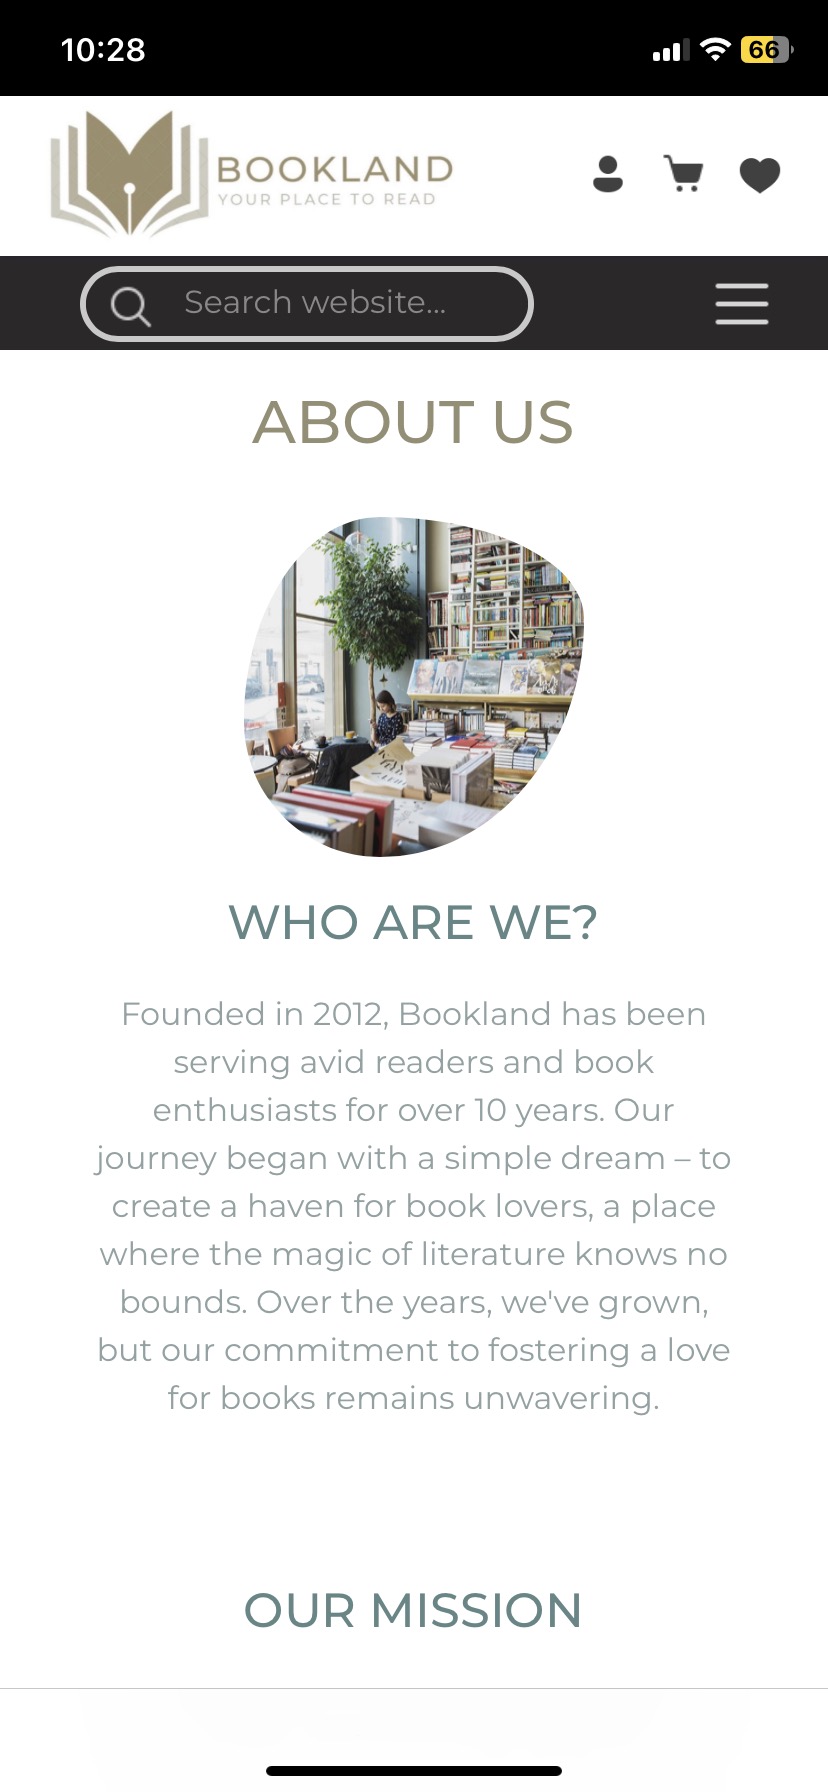 10:28
66
BOOKLAND
YOUR PLACE TO READ
Search website...
ABOUT US
WHO ARE WE?
Founded in 2012, Bookland has been
serving avid readers and book
enthusiasts for over 10 years. Our
journey began with a simple dream – to
create a haven for book lovers, a place
where the magic of literature knows no
bounds. Over the years, we've grown,
but our commitment to fostering a love
for books remains unwavering.
OUR MISSION